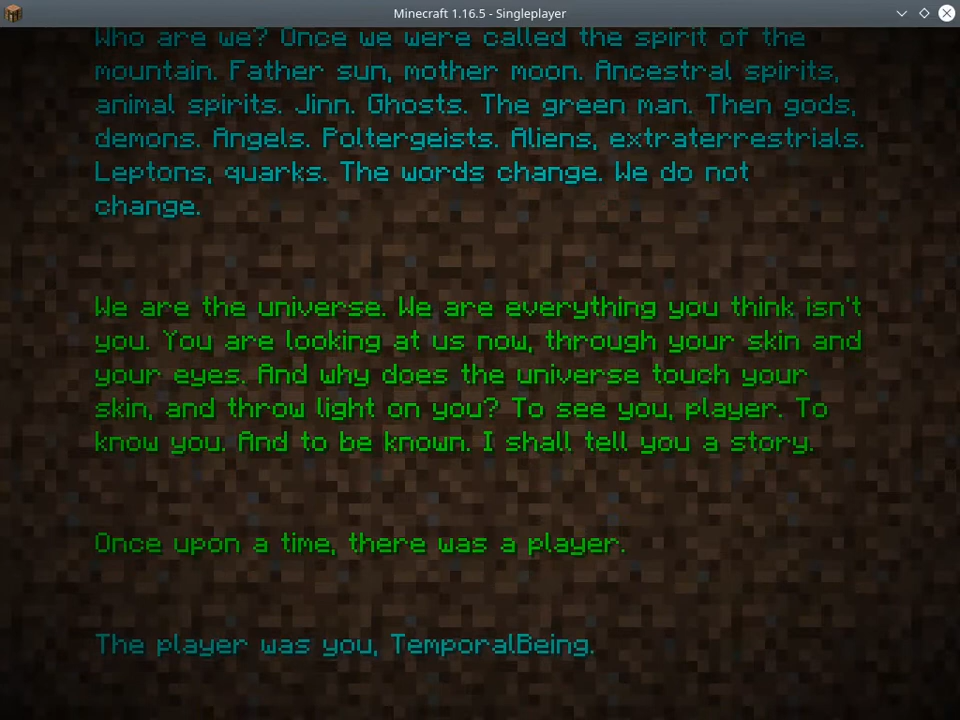 Minecraft 1.16.5 - Singleplayer
Who are we? Once we were called the spirit of the
mountain. Father sun, mother moon. Ancestral spirits,
animal spirits. Jinn. Ghosts. The green man. Then gods,
demons. Angels. Poltergeists. Aliens, extraterrestrials.
Leptons, quarks. The words change. We do not
change.
We are the universe. We are everything you think isn't
you. You are looking at us now, through your skin and
your eyes. And why does the universe touch your
skin, and throw light on you? To see you, player. To
know you. And to be known. I shall tell you a story.
Once upon a time, there was a player.
The player was you, TemporalBeing.